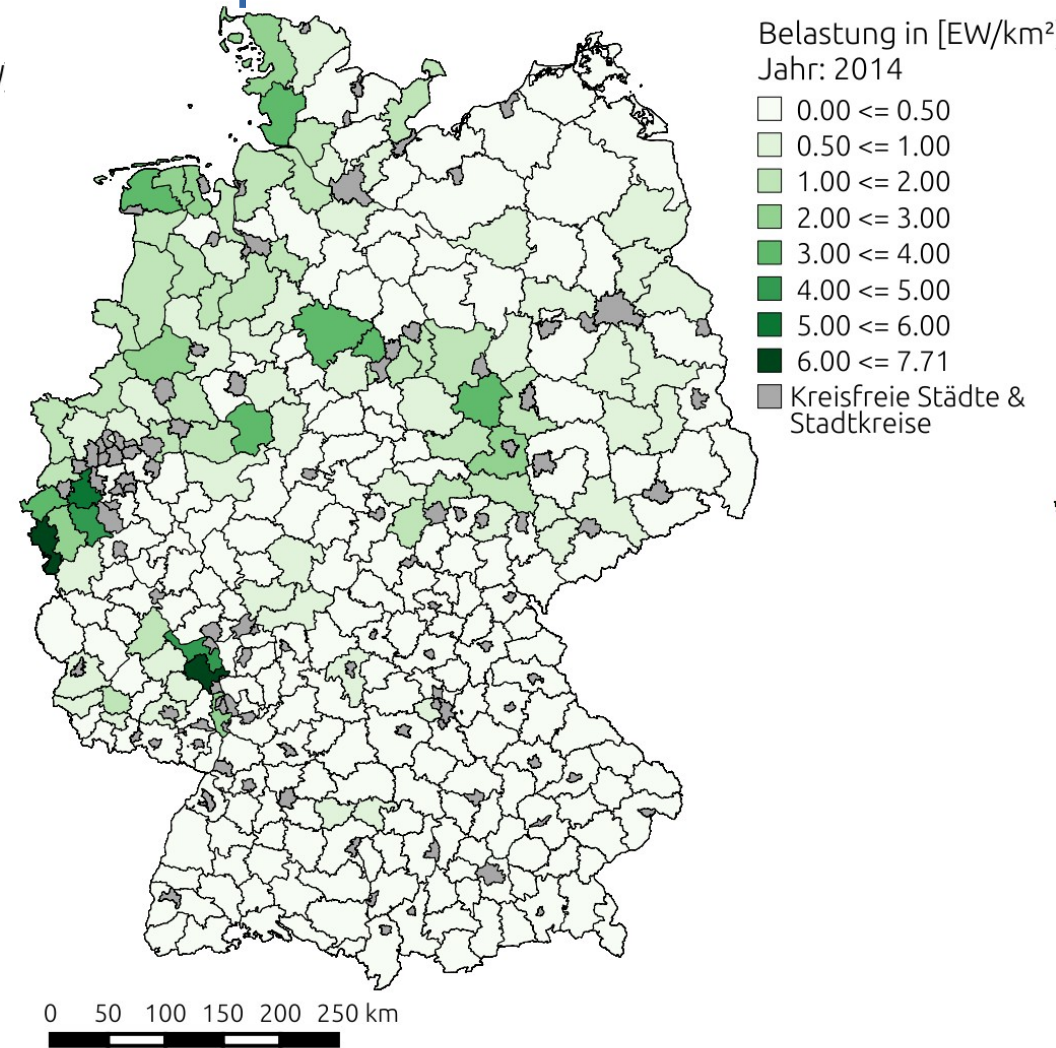 Belastung in [EW/km²
Jahr: 2014
0.00 <= 0.50
0.50 <= 1.00
1.00 <= 2.00
2.00 <= 3.00
3.00 <= 4.00
4.00 <= 5.00
5.00 <= 6.00
6.00 <= 7.71
Kreisfreie Städte &
Stadtkreise
0 50 100 150 200 250 km